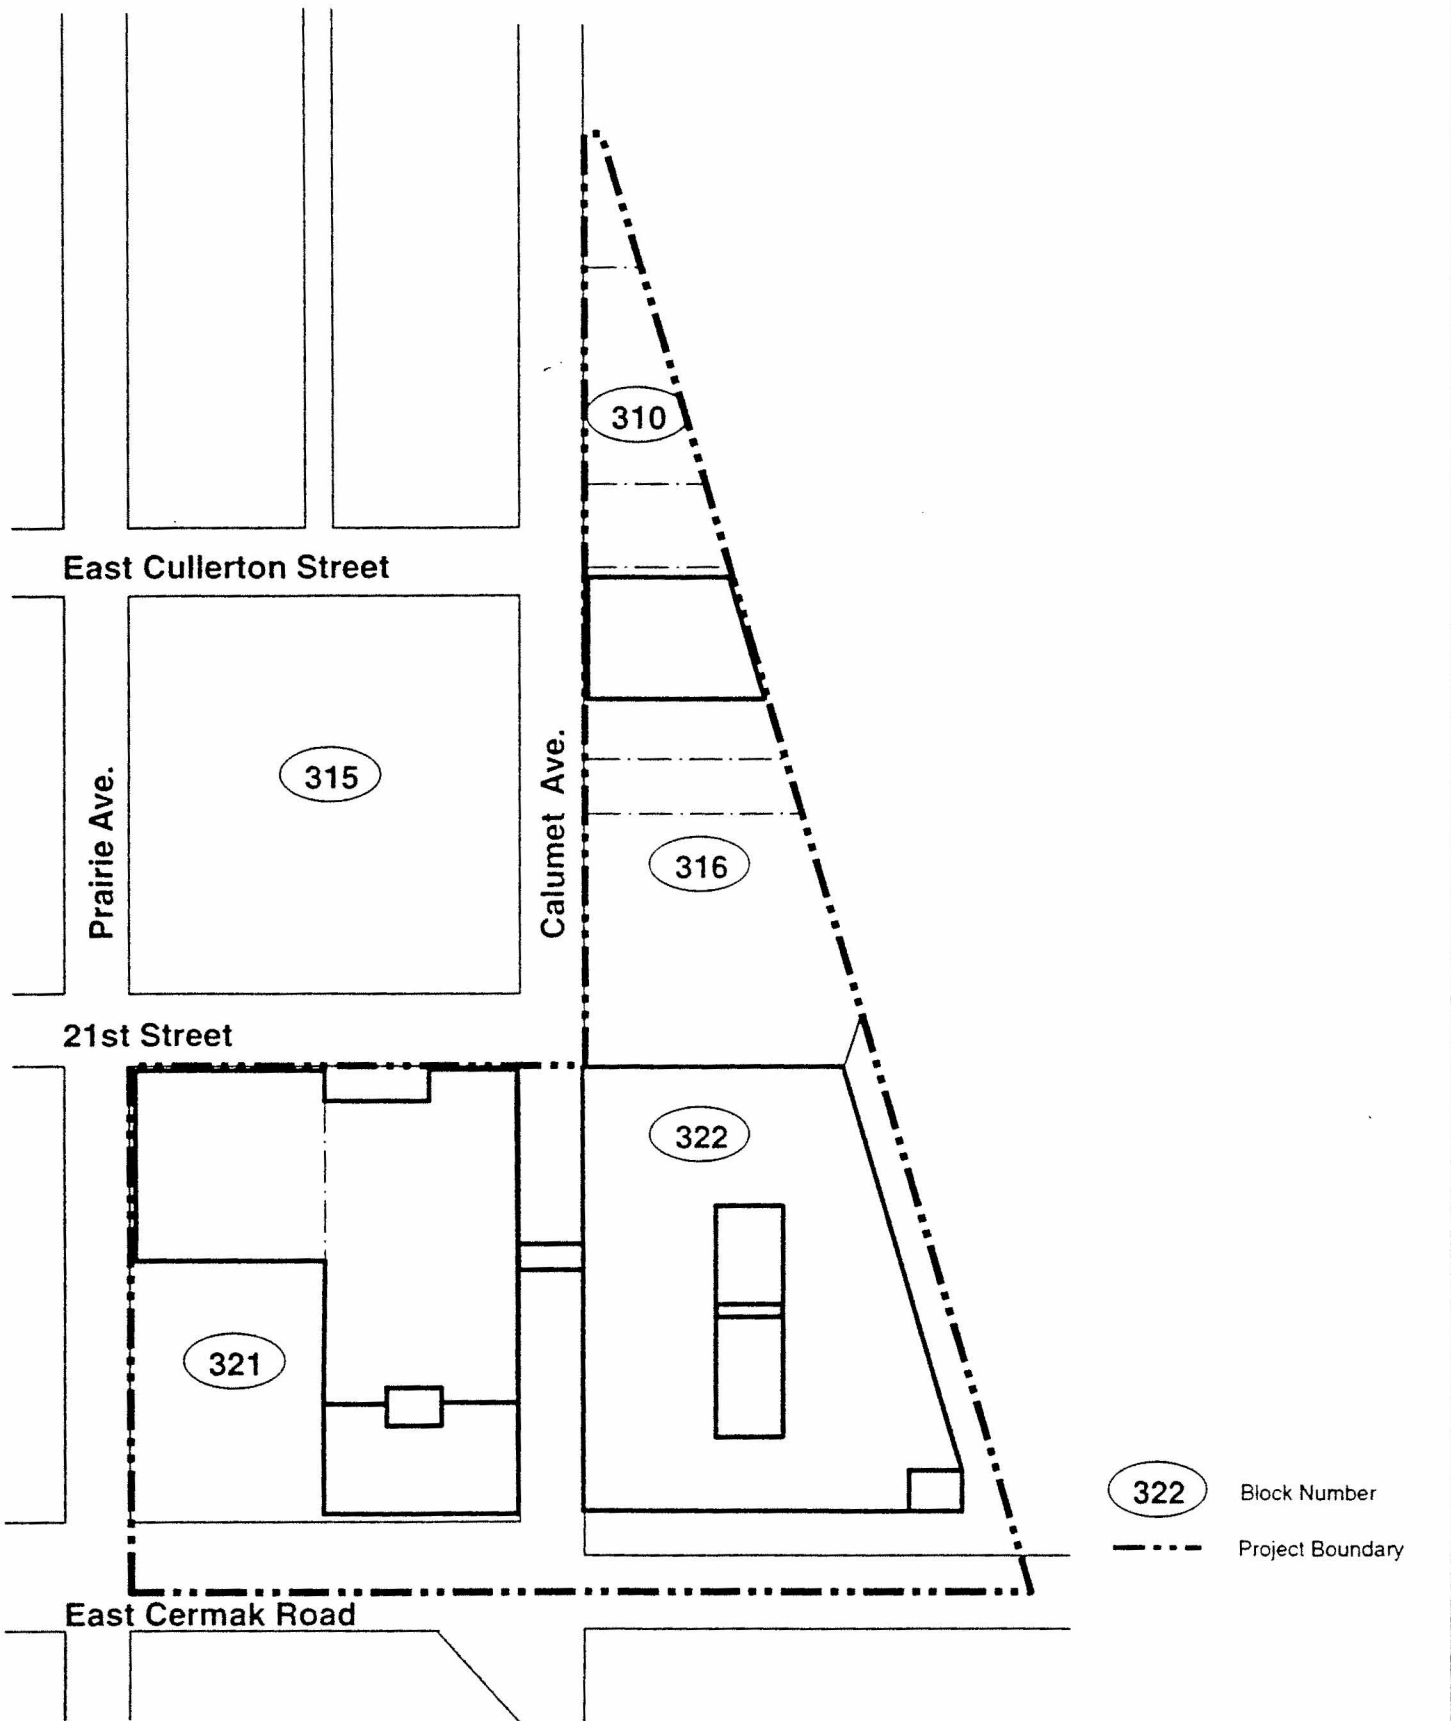 310
East Cullerton Street
315
Prairie Ave.
Calumet Ave.
316
21st Street
322
321
322 Block Number
Project Boundary
East Cermak Road